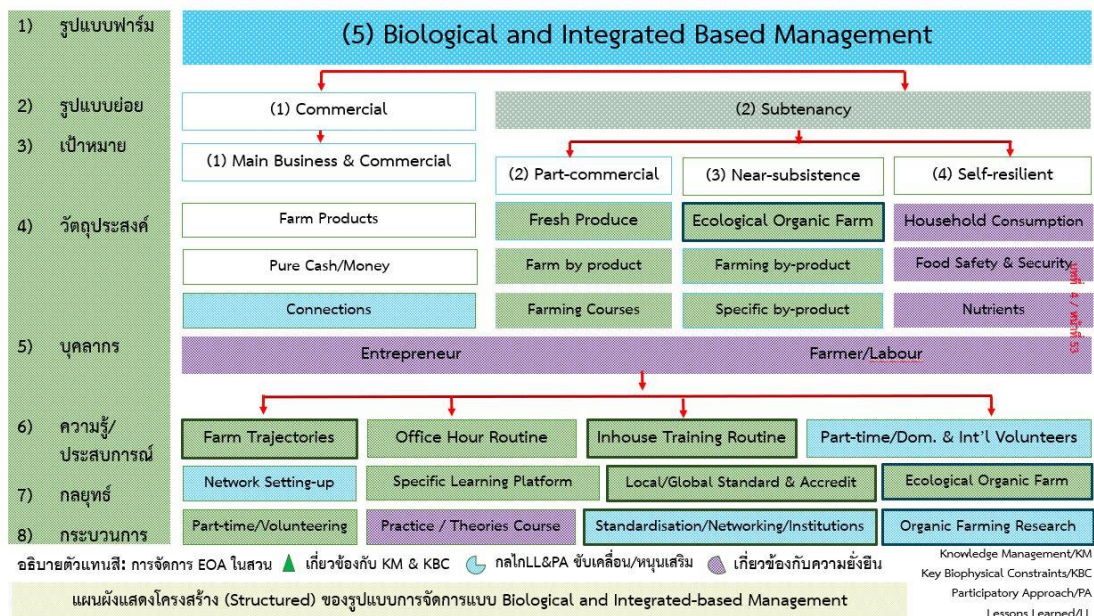 1) รูปแบบฟาร์ม
(5) Biological and Integrated Based Management
2) รูปแบบย่อย
(1) Commercial
(2) Subtenancy
3) เป้าหมาย
(1) Main Business & Commercial
(2) Part-commercial
(3) Near-subsistence
(4) Self-resilient
4) วัตถุประสงค์
Farm Products
Fresh Produce
Ecological Organic Farm
Household Consumption
Pure Cash/Money
Farm by product
Farming by-product
Food Safety & Security
Connections
Farming Courses
Specific by-product
Nutrients
บทที่ 4 / หน้าที่ 53
5) บุคลากร
Entrepreneur
Farmer/Labour
6) ความรู้/
ประสบการณ์
Farm Trajectories
Office Hour Routine
Inhouse Training Routine
Part-time/Dom. & Int'l Volunteers
7) กลยุทธ์
Network Setting-up
Specific Learning Platform
Local/Global Standard & Accredit
Ecological Organic Farm
8) กระบวนการ
Part-time/Volunteering
Practice / Theories Course
Standardisation/Networking/Institutions
Organic Farming Research
อธิบายตัวแทนสี: การจัดการ EOA ในสวน เกี่ยวข้องกับ KM & KBC กลไกLL&PA ขับเคลื่อน/หนุนเสริม เกี่ยวข้องกับความยั่งยืน
Knowledge Management/KM
Key Biophysical Constraints/KBC
Participatory Approach/PA
Lessons Learned/LL
แผนผังแสดงโครงสร้าง (Structured) ของรูปแบบการจัดการแบบ Biological and Integrated-based Management